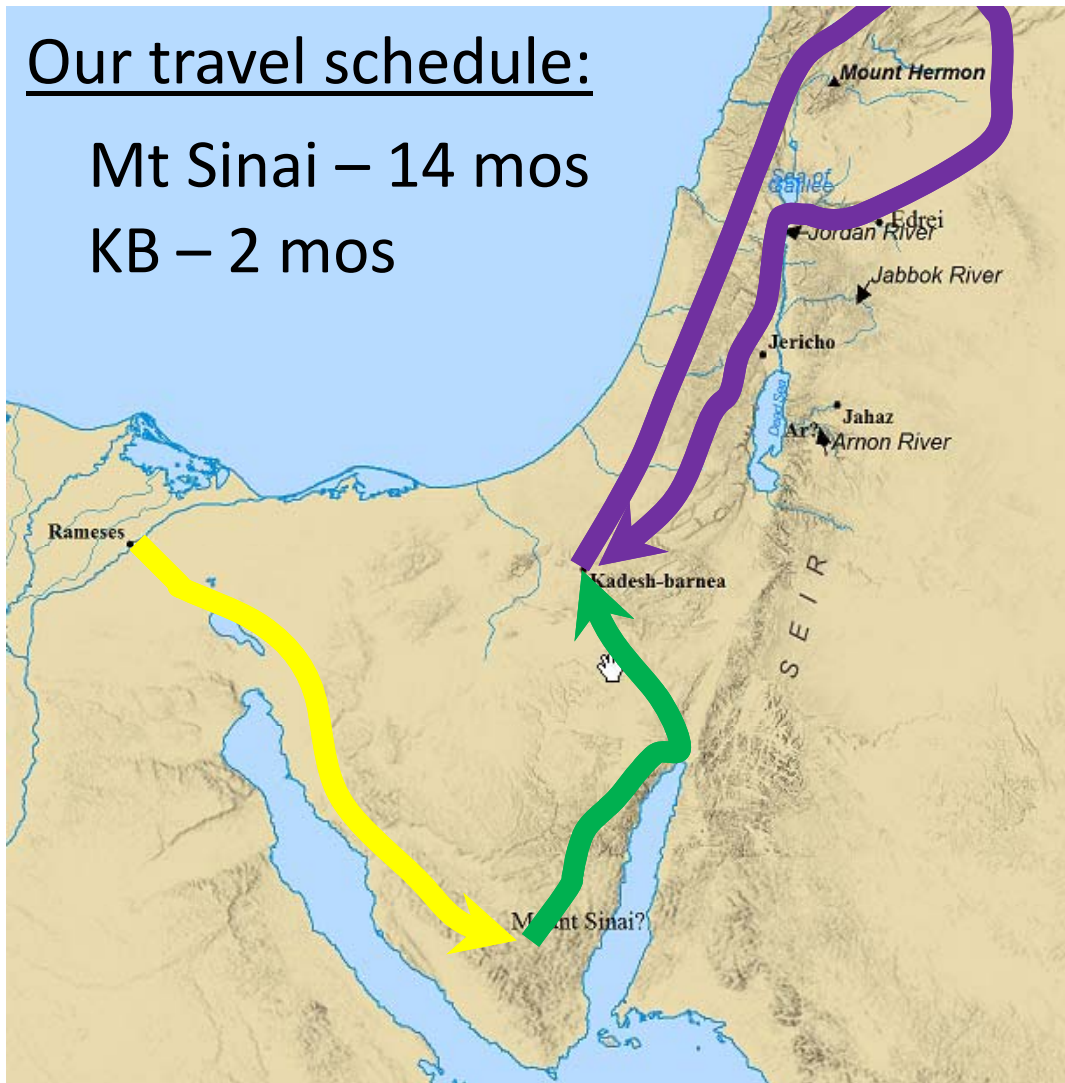 Our travel schedule:
Mt Sinai – 14 mos
KB – 2 mos
Mount Hermon
Sea of
Galilee
Edrei
Jordan River
Jabbok River
Jericho
Dead Sea
Jahaz
Ar?
Arnon River
Rameses
Kadesh-barnea
SEIR
Mount Sinai?